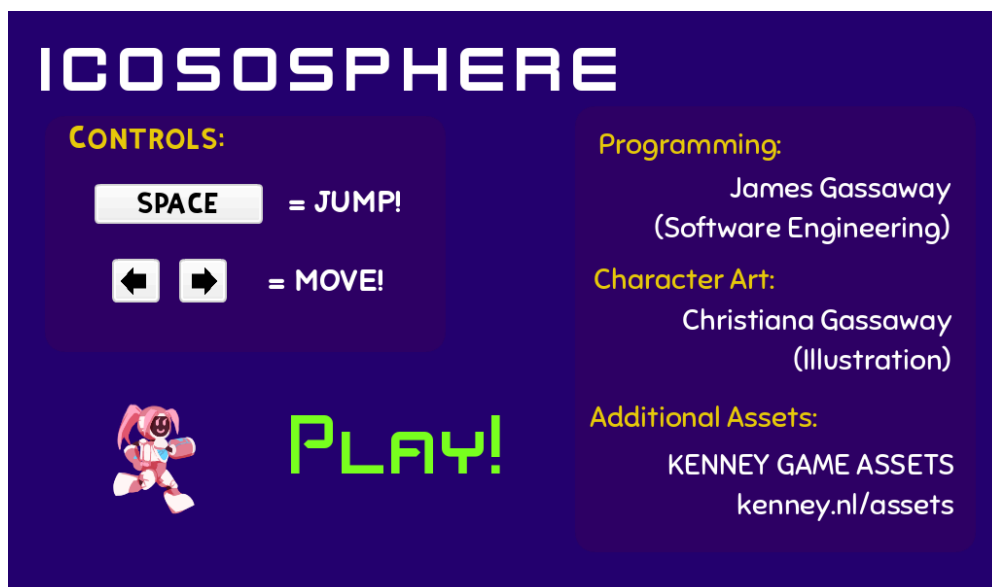 ICOSOSPHERE
CONTROLS:
SPACE = JUMP!
= MOVE!
PLAY!
Programming:
James Gassaway
(Software Engineering)
Character Art:
Christiana Gassaway
(Illustration)
Additional Assets:
KENNEY GAME ASSETS
kenney.nl/assets